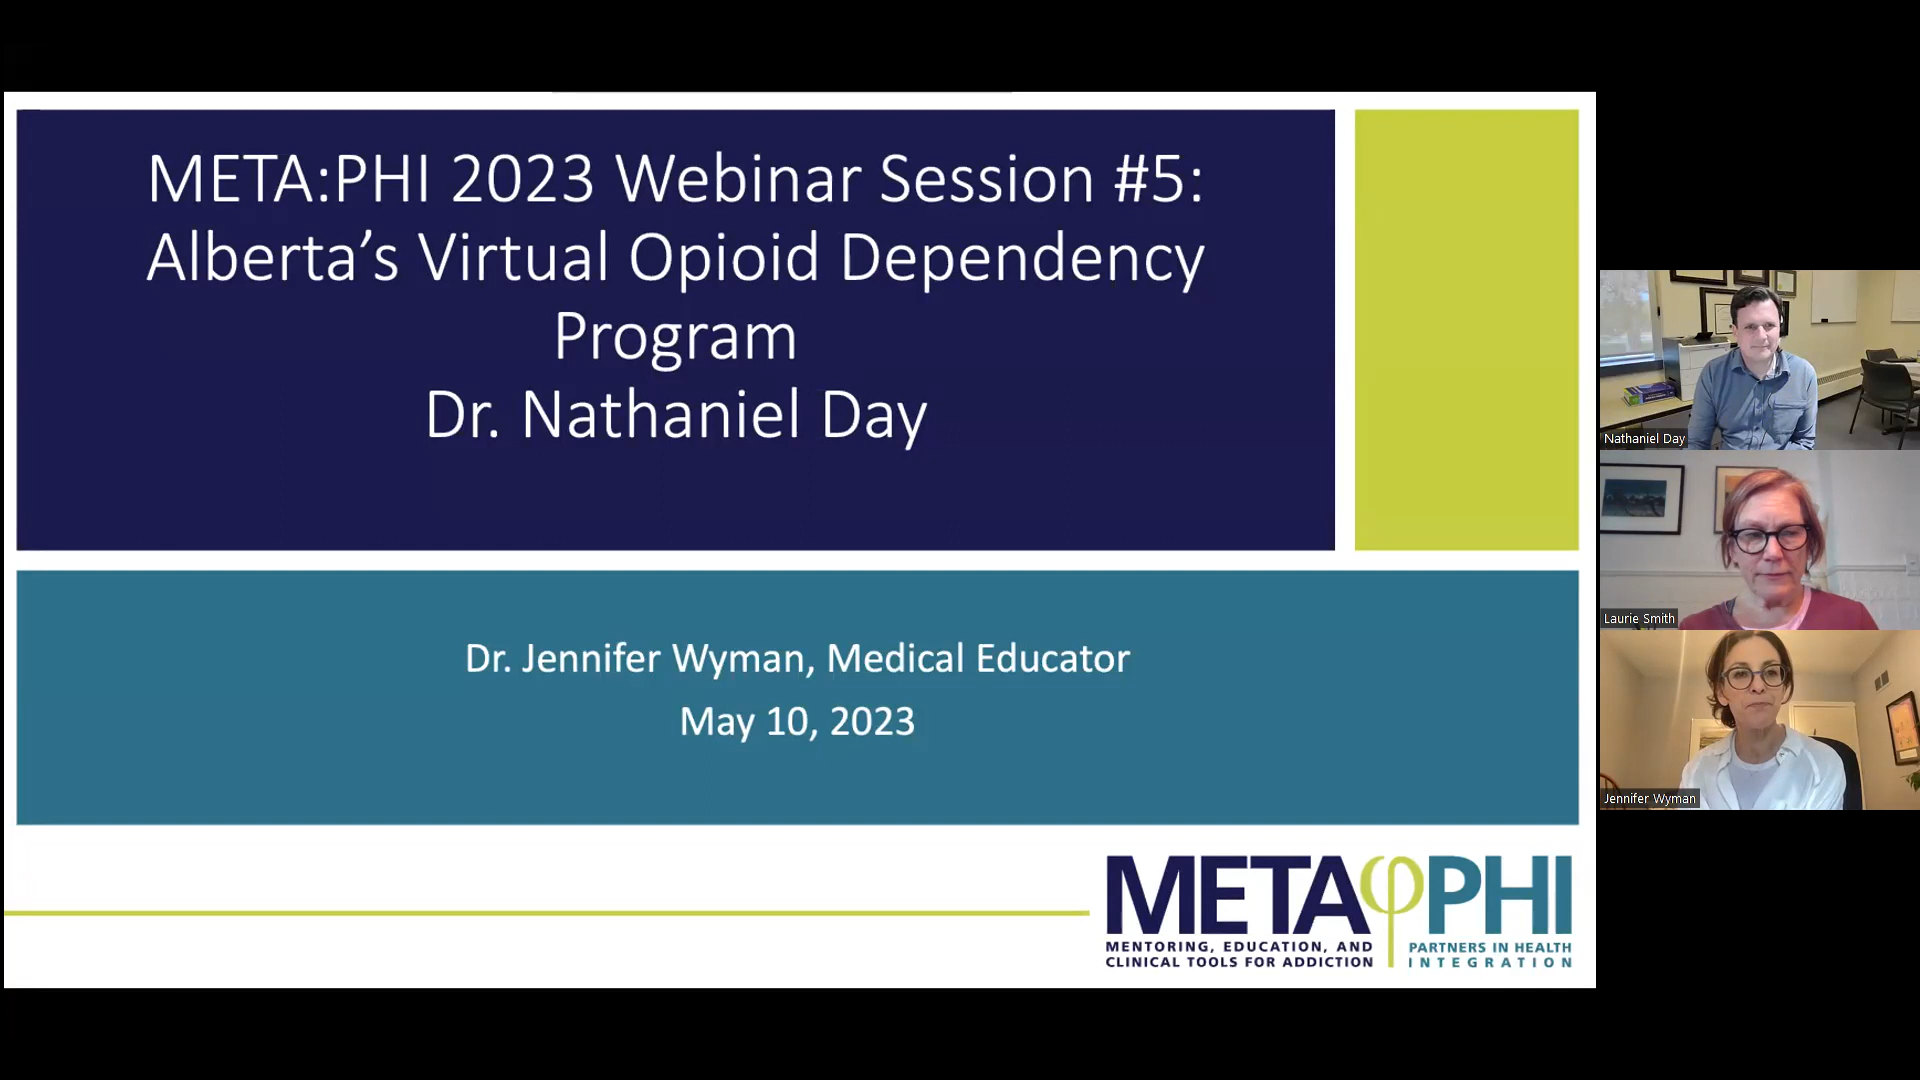 META:PHI 2023 Webinar Session #5:
Alberta’s Virtual Opioid Dependency
Program
Dr. Nathaniel Day
Dr. Jennifer Wyman, Medical Educator
May 10, 2023
METAφPHI
MENTORING, EDUCATION, AND
CLINICAL TOOLS FOR ADDICTION
PARTNERS IN HEALTH
INTEGRATION
Nathaniel Day
Laurie Smith
Jennifer Wyman